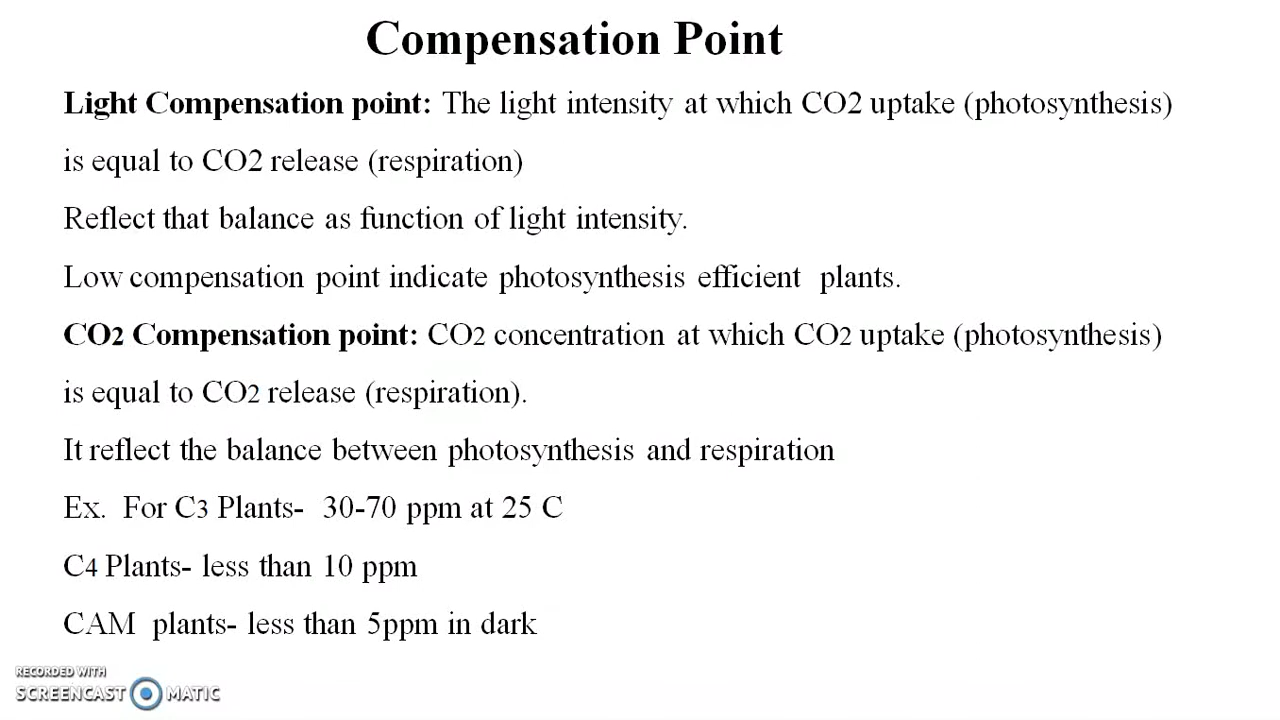 Compensation Point
Light Compensation point: The light intensity at which CO2 uptake (photosynthesis)
is equal to CO2 release (respiration)
Reflect that balance as function of light intensity.
Low compensation point indicate photosynthesis efficient plants.
CO2 Compensation point: CO2 concentration at which CO2 uptake (photosynthesis)
is equal to CO2 release (respiration).
It reflect the balance between photosynthesis and respiration
Ex. For C3 Plants- 30-70 ppm at 25 C
C4 Plants- less than 10 ppm
CAM plants- less than 5ppm in dark
RECORDED WITH
SCREENCAST MATIC